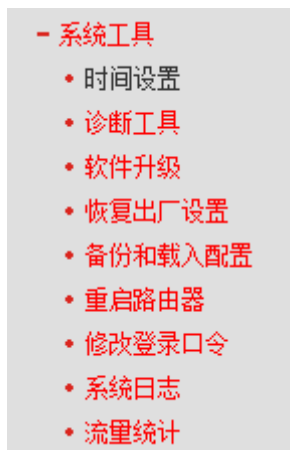 系统工具
时间设置
诊断工具
软件升级
恢复出厂设置
备份和载入配置
重启路由器
修改登录口令
系统日志
流量统计